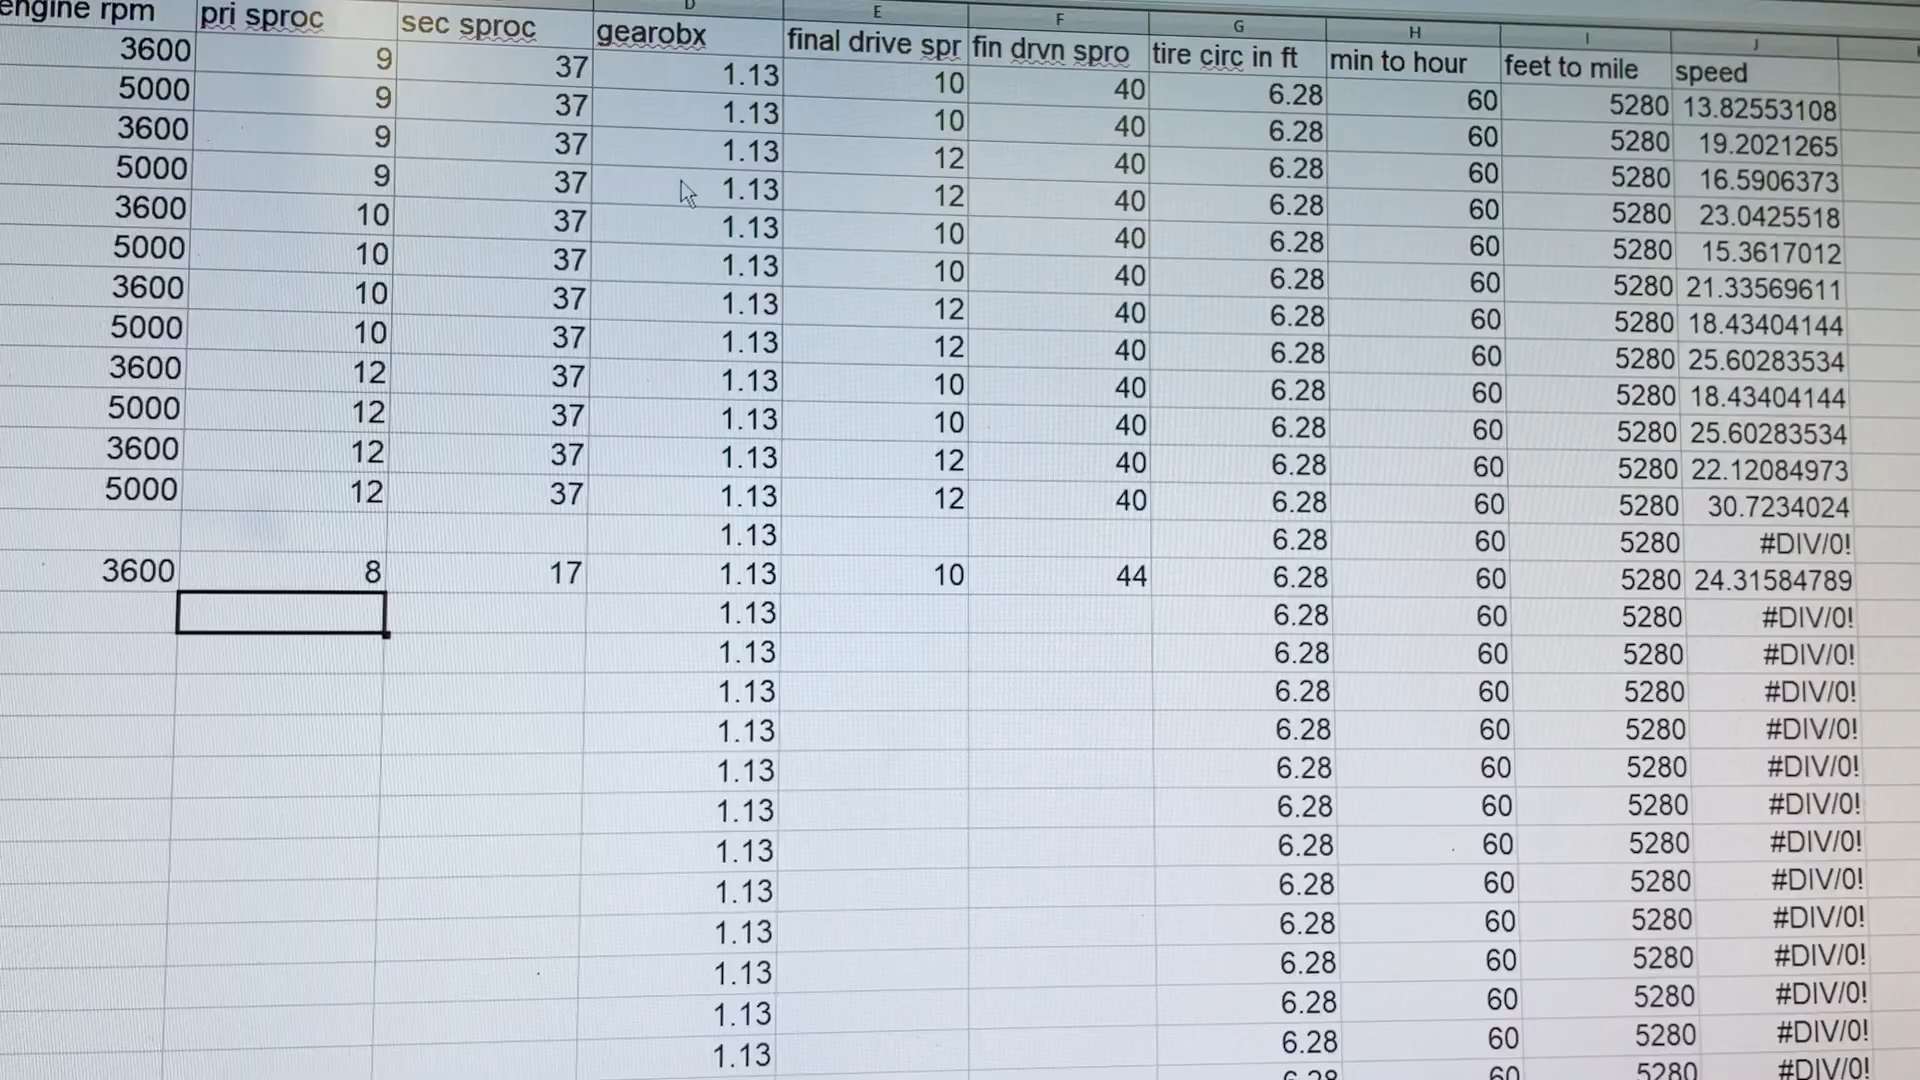 D E F G H I J
engine rpm pri sproc sec sproc gearobx final drive spr fin drvn spro tire circ in ft min to hour feet to mile speed
3600 9 37 1.13 10 40 6.28 60 5280 13.82553108
5000 9 37 1.13 10 40 6.28 60 5280 19.2021265
3600 9 37 1.13 12 40 6.28 60 5280 16.5906373
5000 9 37 1.13 12 40 6.28 60 5280 23.0425518
3600 10 37 1.13 10 40 6.28 60 5280 15.3617012
5000 10 37 1.13 10 40 6.28 60 5280 21.33569611
3600 10 37 1.13 12 40 6.28 60 5280 18.43404144
5000 10 37 1.13 12 40 6.28 60 5280 25.60283534
3600 12 37 1.13 10 40 6.28 60 5280 18.43404144
5000 12 37 1.13 10 40 6.28 60 5280 25.60283534
3600 12 37 1.13 12 40 6.28 60 5280 22.12084973
5000 12 37 1.13 12 40 6.28 60 5280 30.7234024
1.13 6.28 60 5280 #DIV/0!
3600 8 17 1.13 10 44 6.28 60 5280 24.31584789
1.13 6.28 60 5280 #DIV/0!
1.13 6.28 60 5280 #DIV/0!
1.13 6.28 60 5280 #DIV/0!
1.13 6.28 60 5280 #DIV/0!
1.13 6.28 60 5280 #DIV/0!
1.13 6.28 60 5280 #DIV/0!
1.13 6.28 60 5280 #DIV/0!
1.13 6.28 60 5280 #DIV/0!
1.13 6.28 60 5280 #DIV/0!
1.13 6.28 60 5280 #DIV/0!
1.13 6.28 60 5280 #DIV/0!
1.13 6.28 60 5280 #DIV/0!
6.28 60 5280 #DIV/0!